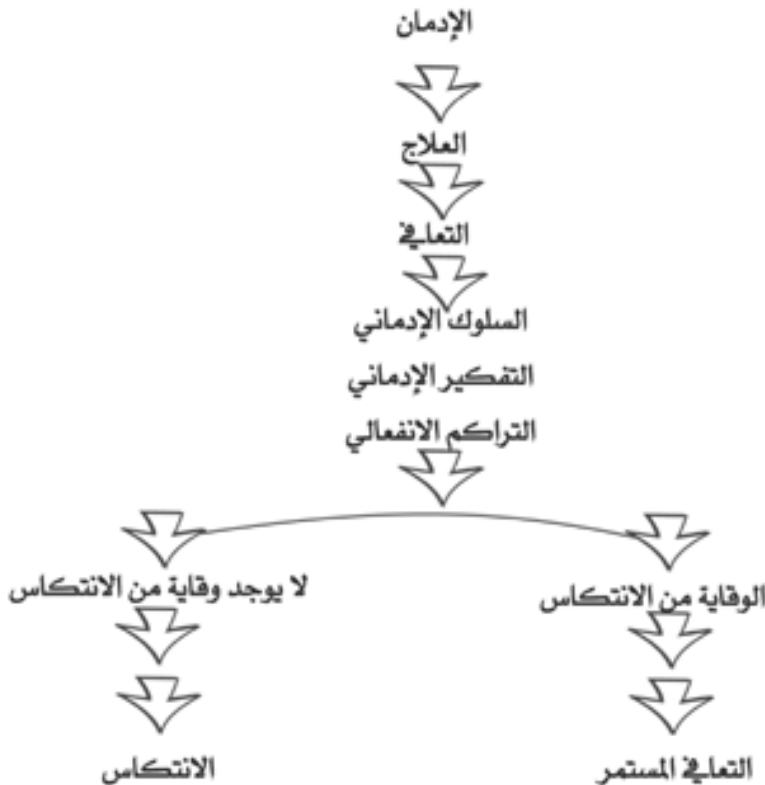 الإدمان
العلاج
التعافي
السلوك الإدماني
التفكير الإدماني
التراكم الانفعالي
الوقاية من الانتكاس
لا يوجد وقاية من الانتكاس
التعافي المستمر
الانتكاس